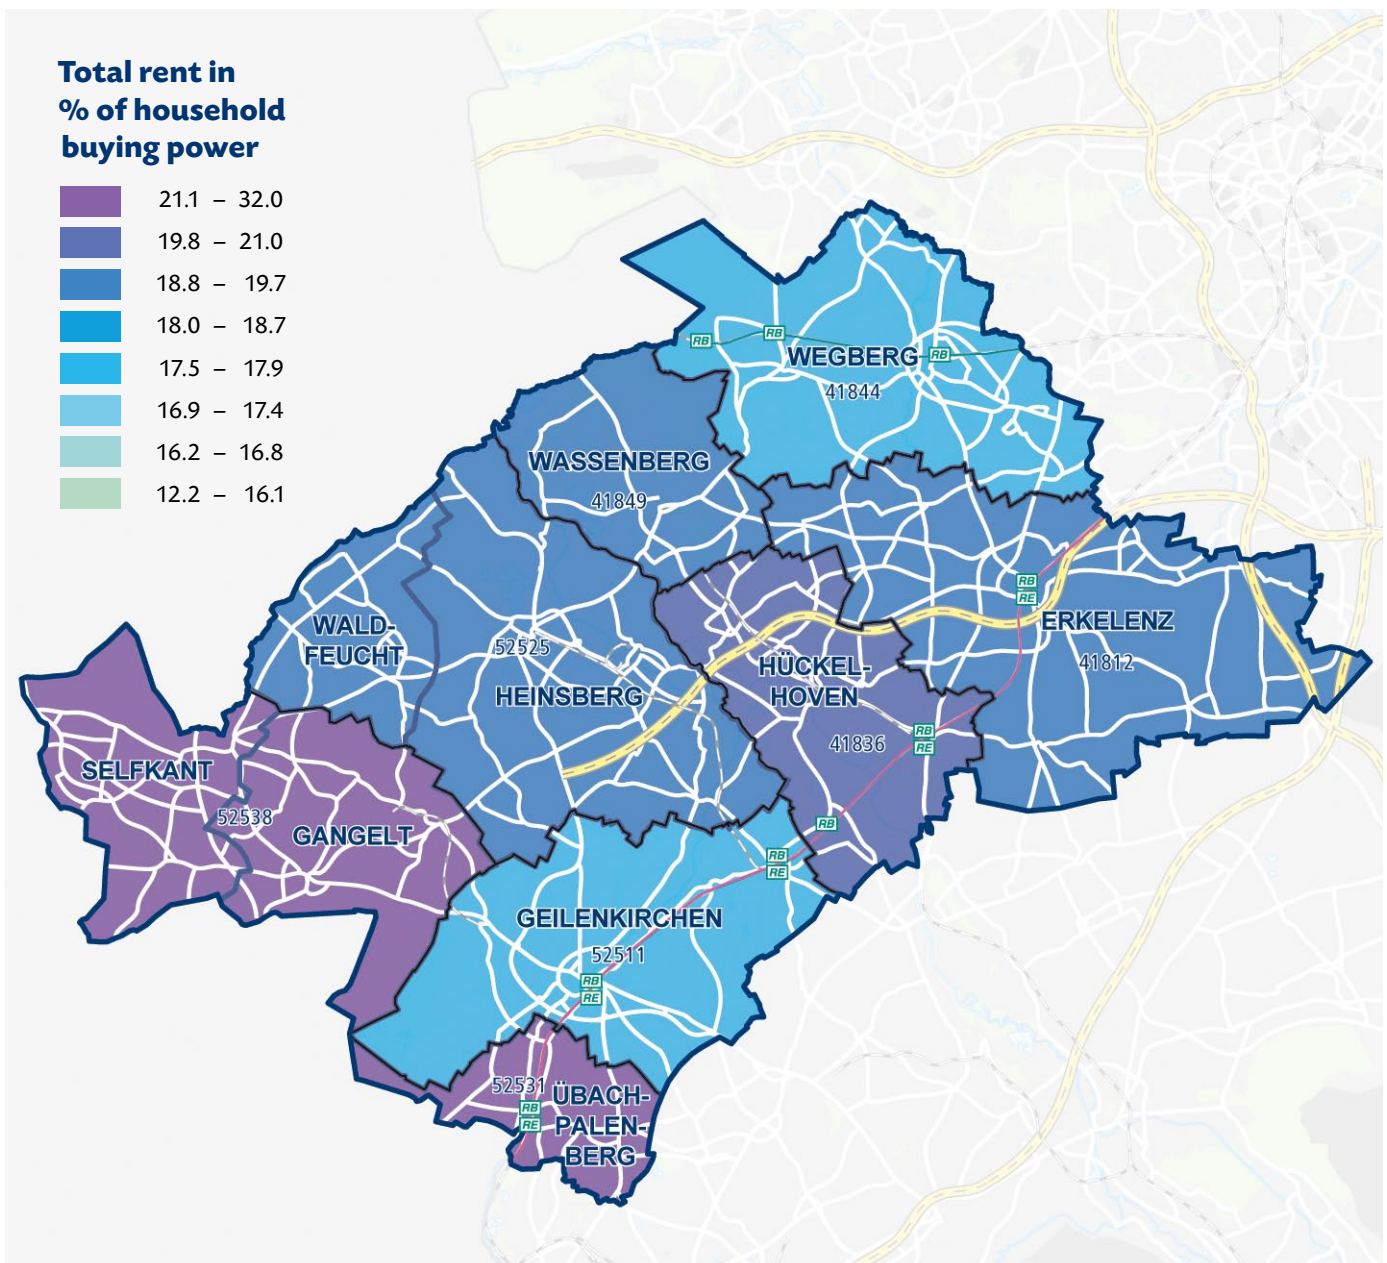 Total rent in
% of household
buying power
21.1 – 32.0
19.8 – 21.0
18.8 – 19.7
18.0 – 18.7
17.5 – 17.9
16.9 – 17.4
16.2 – 16.8
12.2 – 16.1
RB
RB
RB
WEGBERG
41844
WASSENBERG
41849
RB
RE
ERKELENZ
41812
WALD-
FEUCHT
52525
HEINSBERG
HÜCKEL-
HOVEN
41836
RB
RE
SELFKANT
52538
GANGELT
RB
RB
RE
GEILENKIRCHEN
52511
RB
RE
52531
ÜBACH-
PALEN-
BERG
RB
RE